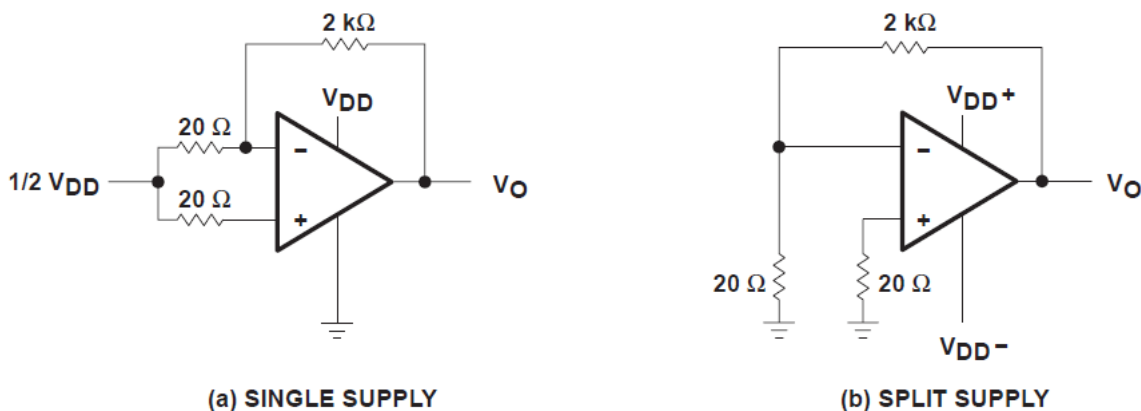 2 kΩ
VDD
20 Ω
−
1/2 VDD
20 Ω
+
VO
(a) SINGLE SUPPLY
2 kΩ
VDD+
−
+
VO
20 Ω
20 Ω
VDD−
(b) SPLIT SUPPLY